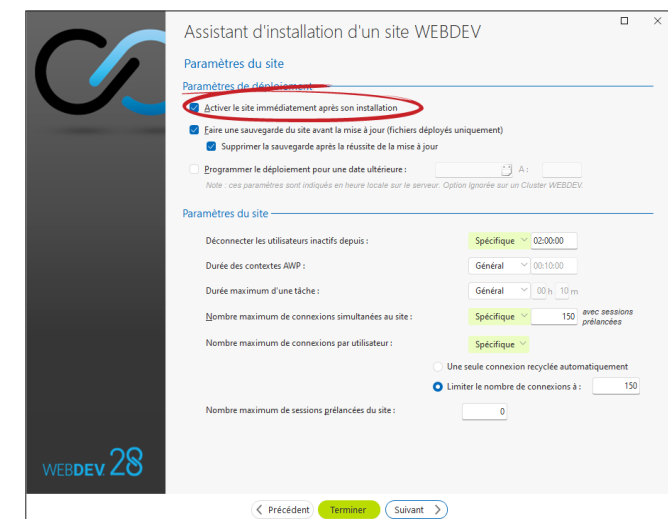 Assistant d'installation d'un site WEBDEV
Paramètres du site
Paramètres de déploiement
Activer le site immédiatement après son installation
Faire une sauvegarde du site avant la mise à jour (fichiers déployés uniquement)
Supprimer la sauvegarde après la réussite de la mise à jour
Programmer le déploiement pour une date ultérieure : A :
Note : ces paramètres sont indiqués en heure locale sur le serveur. Option Ignorée sur un Cluster WEBDEV.
Paramètres du site
Déconnecter les utilisateurs inactifs depuis : Spécifique 02:00:00
Durée des contextes AWP : Général 00:10:00
Durée maximum d'une tâche : Général 00 h 10 m
Nombre maximum de connexions simultanées au site : Spécifique 150 avec sessions prélancées
Nombre maximum de connexions par utilisateur : Spécifique
Une seule connexion recyclée automatiquement
Limiter le nombre de connexions à : 150
Nombre maximum de sessions prélancées du site : 0
WEBDEV 28
Précédent Terminer Suivant